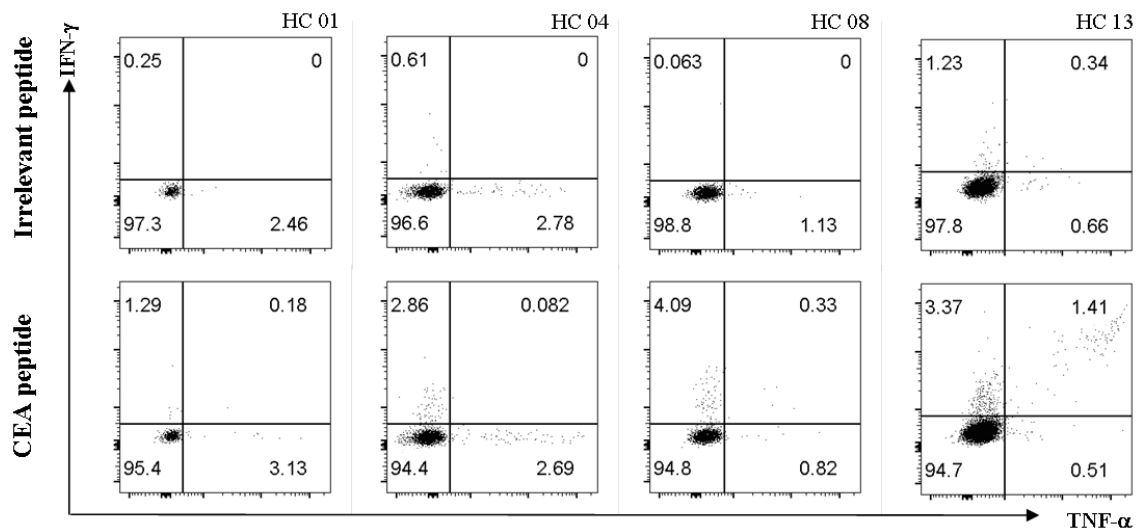 HC 01 HC 04 HC 08 HC 13
IFN-γ
Irrelevant peptide
0.25 0 0.61 0 0.063 0 1.23 0.34
97.3 2.46 96.6 2.78 98.8 1.13 97.8 0.66
CEA peptide
1.29 0.18 2.86 0.082 4.09 0.33 3.37 1.41
95.4 3.13 94.4 2.69 94.8 0.82 94.7 0.51
TNF-α